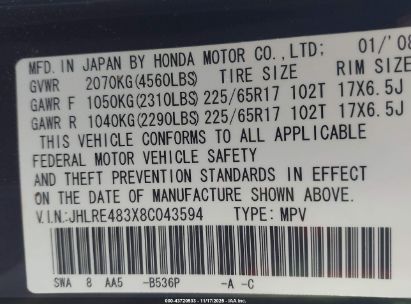 MFD. IN JAPAN BY HONDA MOTOR CO., LTD: 01/'08
GVWR 2070KG(4560LBS) TIRE SIZE RIM SIZE
GAWR F 1050KG(2310LBS) 225/65R17 102T 17X6.5J
GAWR R 1040KG(2290LBS) 225/65R17 102T 17X6.5J
THIS VEHICLE CONFORMS TO ALL APPLICABLE
FEDERAL MOTOR VEHICLE SAFETY
AND THEFT PREVENTION STANDARDS IN EFFECT
ON THE DATE OF MANUFACTURE SHOWN ABOVE.
V.I.N.:JHLRE483X8C043594 TYPE: MPV
SWA 8 AA5 -B536P -A -C